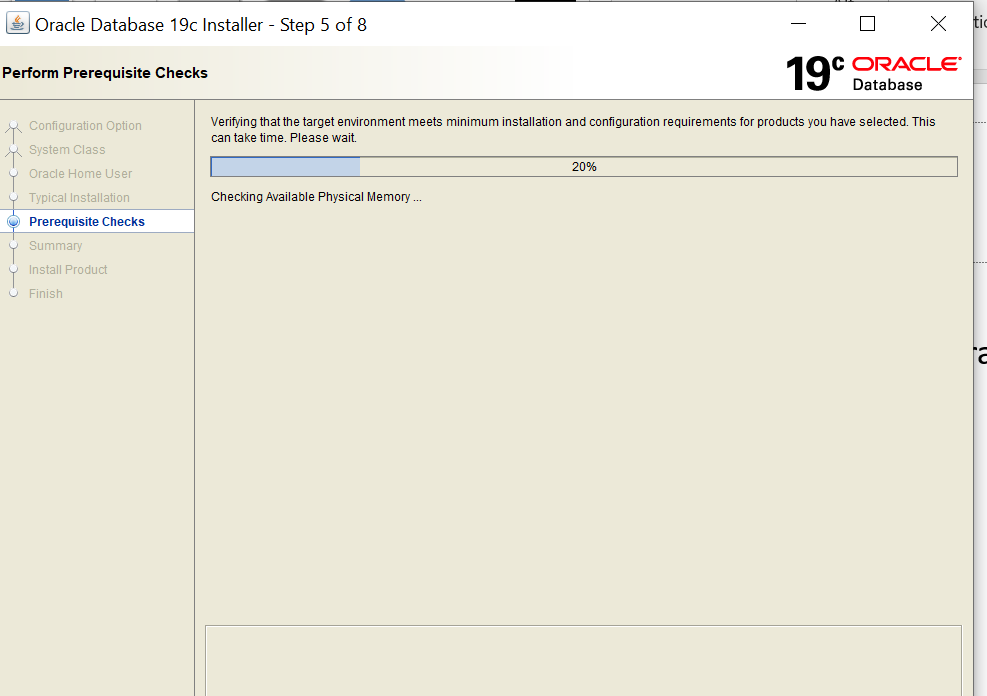 Oracle Database 19c Installer - Step 5 of 8
Perform Prerequisite Checks
19c ORACLE
Database
Configuration Option
System Class
Oracle Home User
Typical Installation
Prerequisite Checks
Summary
Install Product
Finish
Verifying that the target environment meets minimum installation and configuration requirements for products you have selected. This
can take time. Please wait.
20%
Checking Available Physical Memory ...